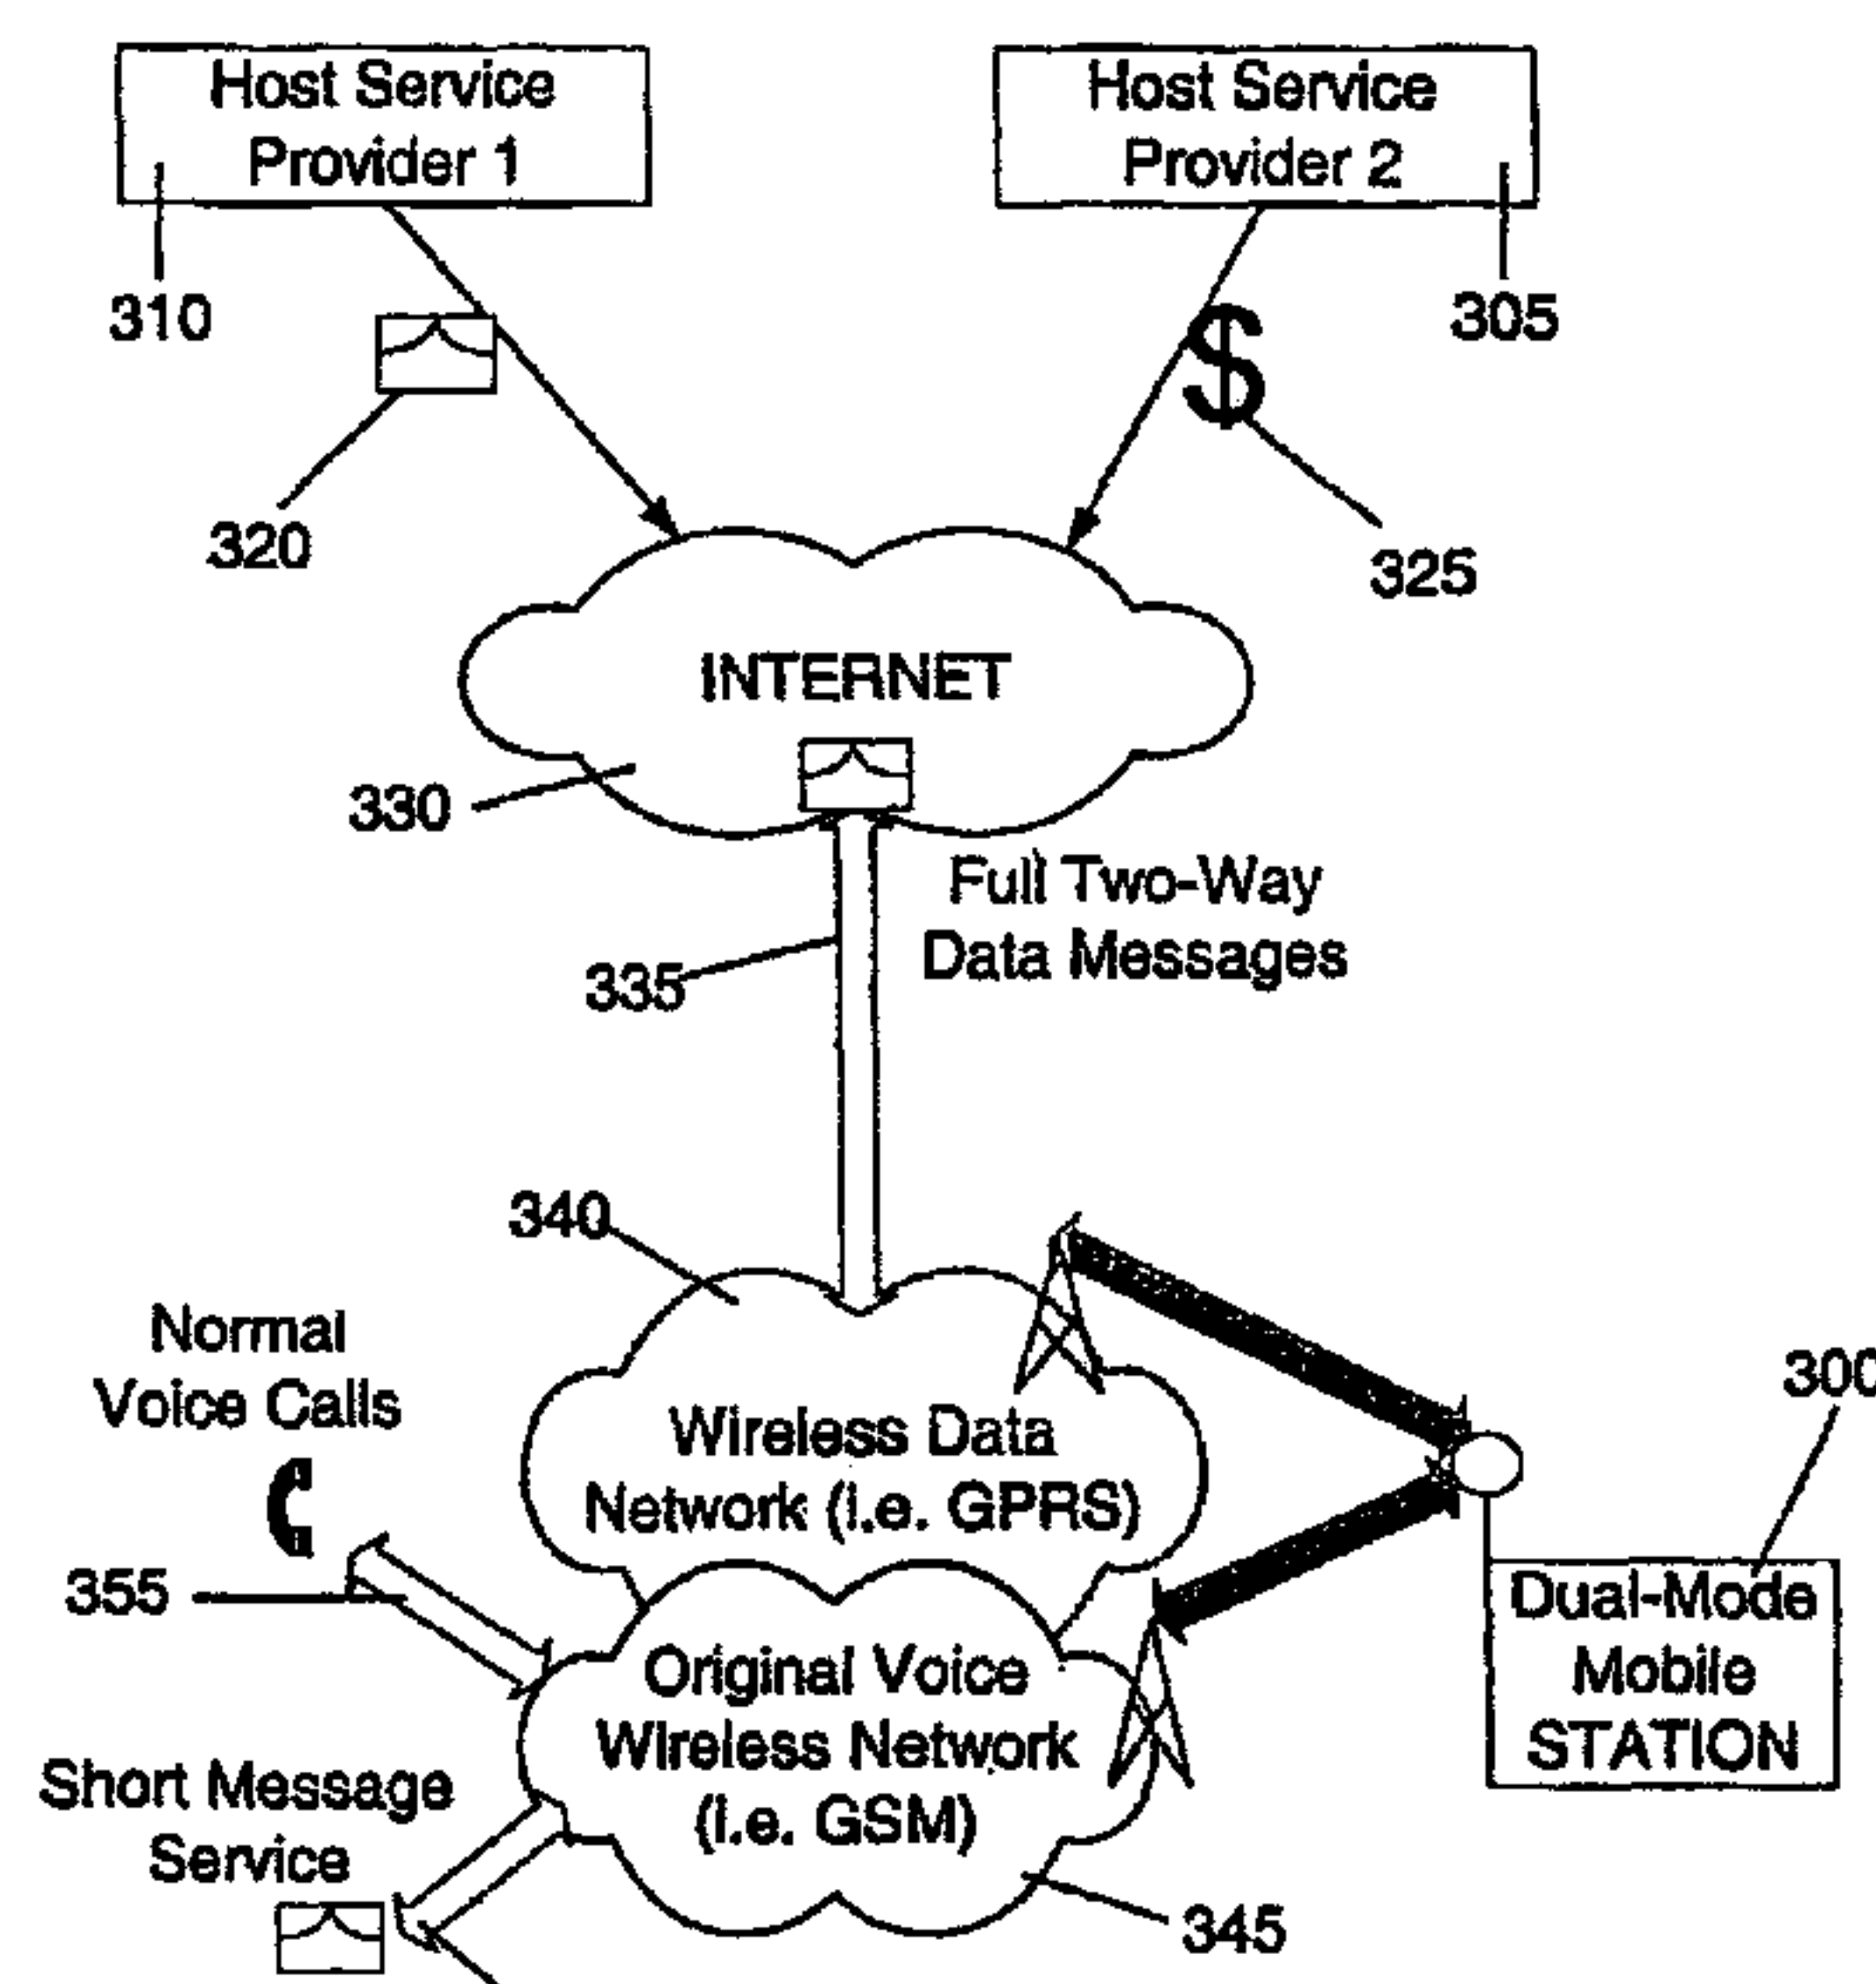 Host Service
Provider 1
Host Service
Provider 2
310
305
$
320
325
INTERNET
330
Full Two-Way
Data Messages
335
340
Normal
Voice Calls
300
Wireless Data
Network (i.e. GPRS)
355
Dual-Mode
Mobile
STATION
Original Voice
Wireless Network
(i.e. GSM)
Short Message
Service
345